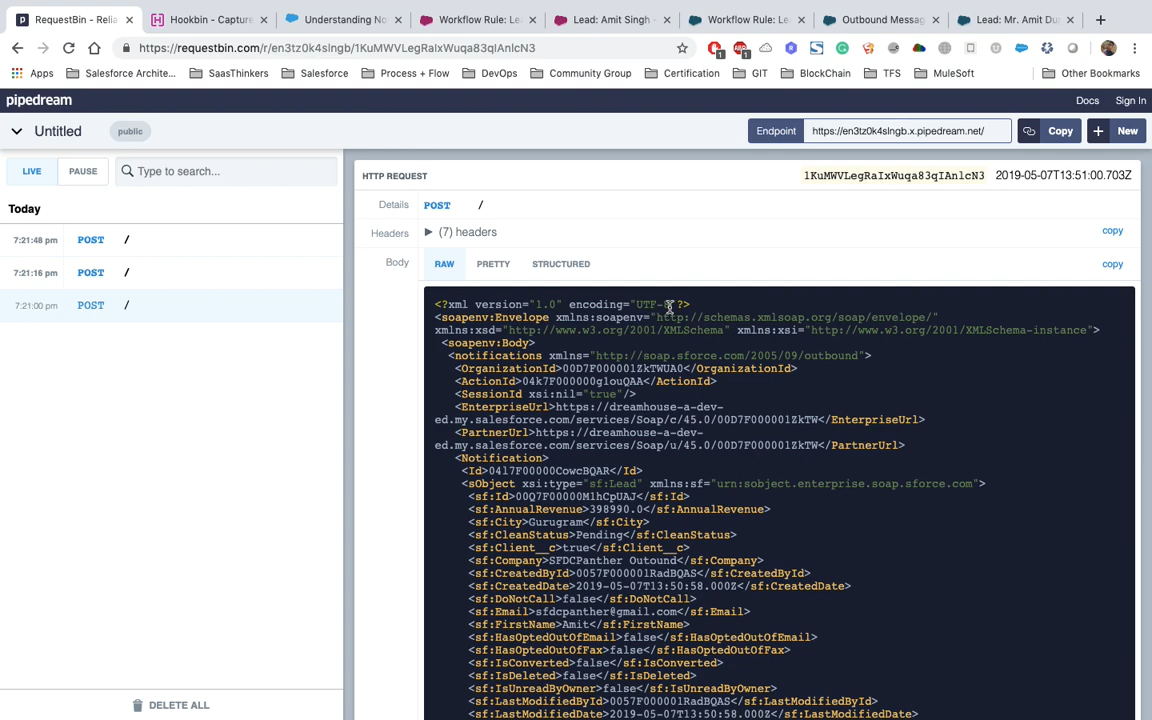 RequestBin - Relia
Hookbin - Capture
Understanding No
Workflow Rule: Lea
Lead: Amit Singh -
Workflow Rule: Le
Outbound Messag
Lead: Mr. Amit Du
https://requestbin.com/r/en3tz0k4slngb/1KuMWVLegRaIxWuqa83qIAnlcN3
Apps
Salesforce Archite...
SaasThinkers
Salesforce
Process + Flow
DevOps
Community Group
Certification
GIT
BlockChain
TFS
MuleSoft
Other Bookmarks
pipedream
Docs
Sign In
Untitled
public
Endpoint
https://en3tz0k4slngb.x.pipedream.net/
Copy
New
LIVE
PAUSE
Type to search...
Today
7:21:48 pm POST /
7:21:16 pm POST /
7:21:00 pm POST /
DELETE ALL
HTTP REQUEST
1KuMWVLegRaIxWuqa83qIAnlcN3 2019-05-07T13:51:00.703Z
Details POST /
Headers (7) headers copy
Body RAW PRETTY STRUCTURED copy
<?xml version="1.0" encoding="UTF-8"?>
<soapenv:Envelope xmlns:soapenv="http://schemas.xmlsoap.org/soap/envelope/"
xmlns:xsd="http://www.w3.org/2001/XMLSchema" xmlns:xsi="http://www.w3.org/2001/XMLSchema-instance">
<soapenv:Body>
<notifications xmlns="http://soap.sforce.com/2005/09/outbound">
<OrganizationId>00D7F000001ZkTWUA0</OrganizationId>
<ActionId>04k7F000000g1ouQAA</ActionId>
<SessionId xsi:nil="true"/>
<EnterpriseUrl>https://dreamhouse-a-dev-
ed.my.salesforce.com/services/Soap/c/45.0/00D7F000001ZkTW</EnterpriseUrl>
<PartnerUrl>https://dreamhouse-a-dev-
ed.my.salesforce.com/services/Soap/u/45.0/00D7F000001ZkTW</PartnerUrl>
<Notification>
<Id>04l7F00000CowcBQAR</Id>
<sObject xsi:type="sf:Lead" xmlns:sf="urn:sobject.enterprise.soap.sforce.com">
<sf:Id>00Q7F00000M1hCpUAJ</sf:Id>
<sf:AnnualRevenue>398990.0</sf:AnnualRevenue>
<sf:City>Gurugram</sf:City>
<sf:CleanStatus>Pending</sf:CleanStatus>
<sf:Client__c>true</sf:Client__c>
<sf:Company>SFDCPanther Outound</sf:Company>
<sf:CreatedById>0057F000001RadBQAS</sf:CreatedById>
<sf:CreatedDate>2019-05-07T13:50:58.000Z</sf:CreatedDate>
<sf:DoNotCall>false</sf:DoNotCall>
<sf:Email>sfdcpanther@gmail.com</sf:Email>
<sf:FirstName>Amit</sf:FirstName>
<sf:HasOptedOutOfEmail>false</sf:HasOptedOutOfEmail>
<sf:HasOptedOutOfFax>false</sf:HasOptedOutOfFax>
<sf:IsConverted>false</sf:IsConverted>
<sf:IsDeleted>false</sf:IsDeleted>
<sf:IsUnreadByOwner>false</sf:IsUnreadByOwner>
<sf:LastModifiedById>0057F000001RadBQAS</sf:LastModifiedById>
<sf:LastModifiedDate>2019-05-07T13:50:58.000Z</sf:LastModifiedDate>